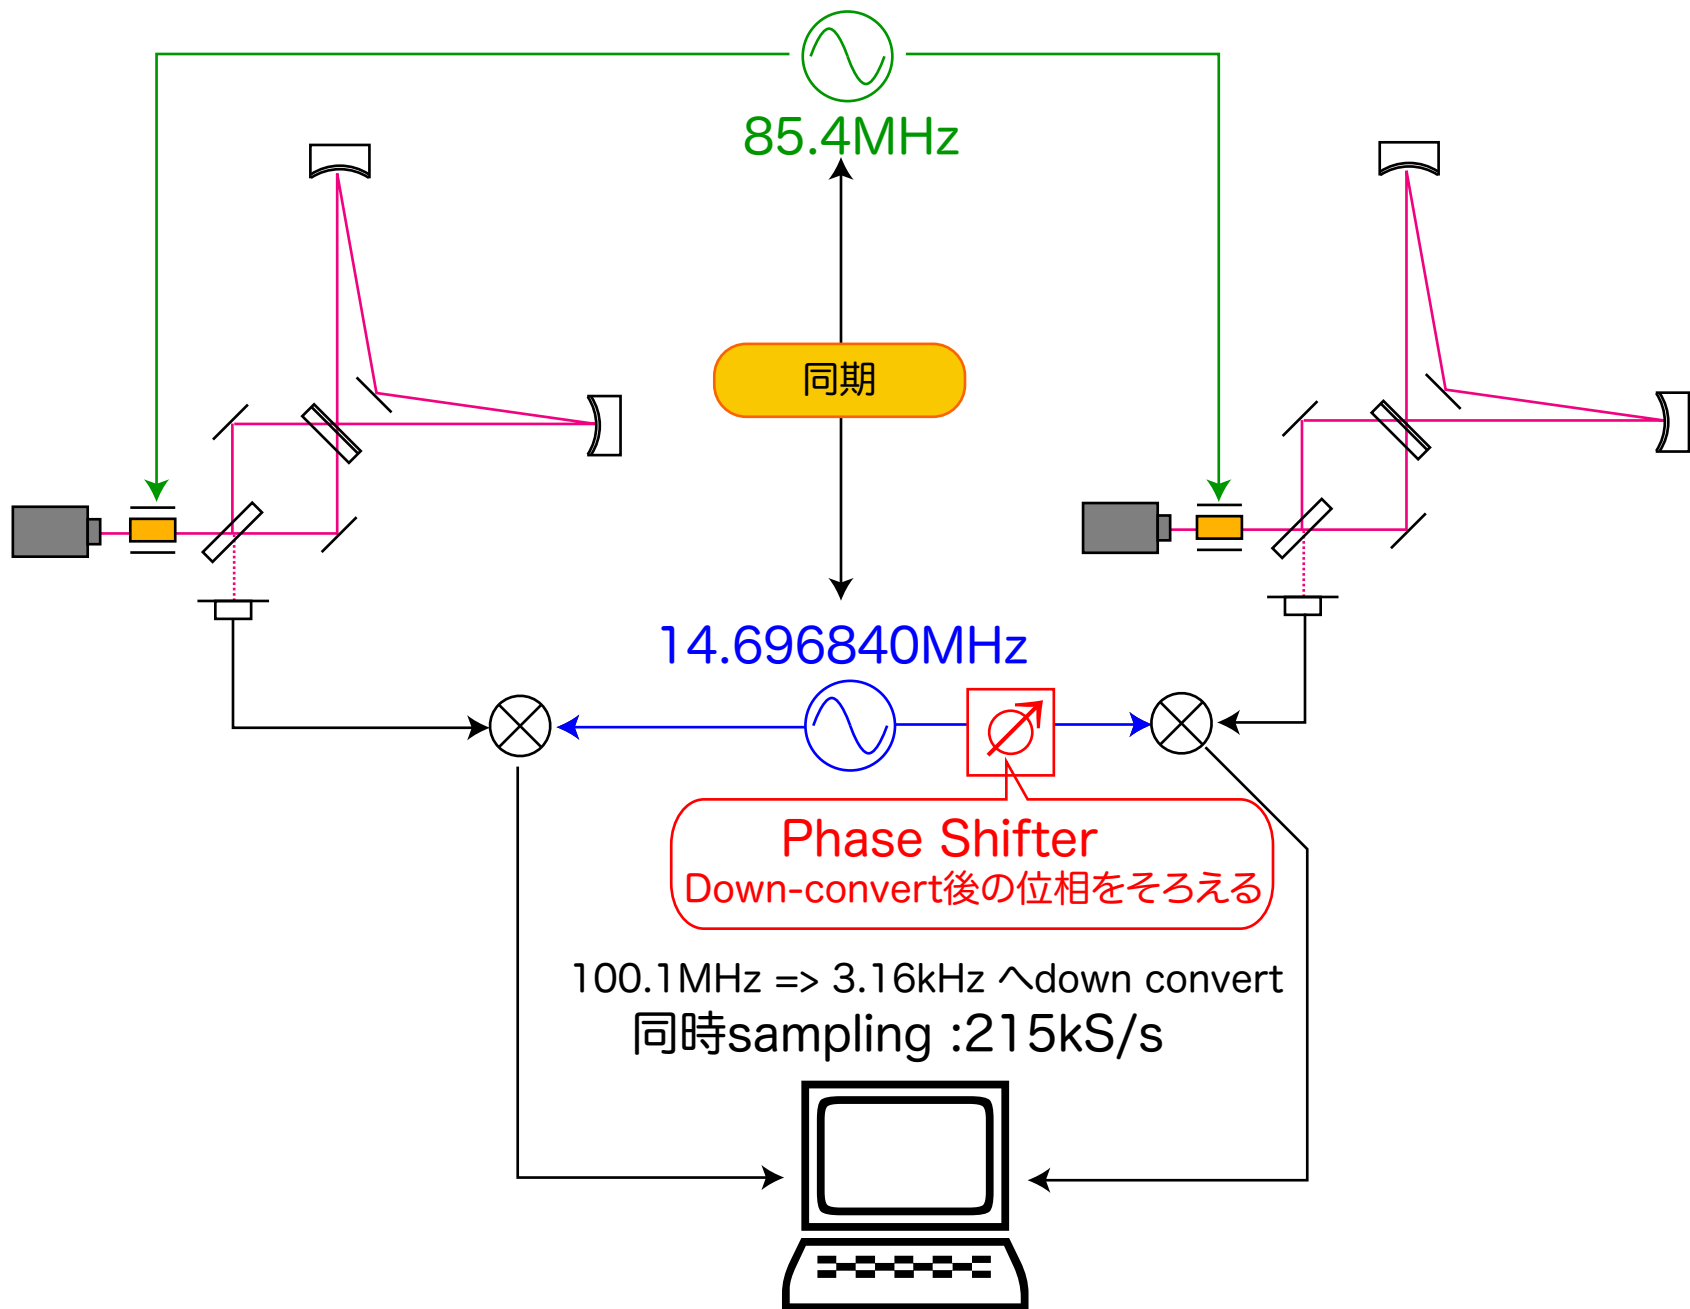 85.4MHz
同期
14.696840MHz
Phase Shifter
Down-convert後の位相をそろえる
100.1MHz => 3.16kHz へdown convert
同時sampling :215kS/s